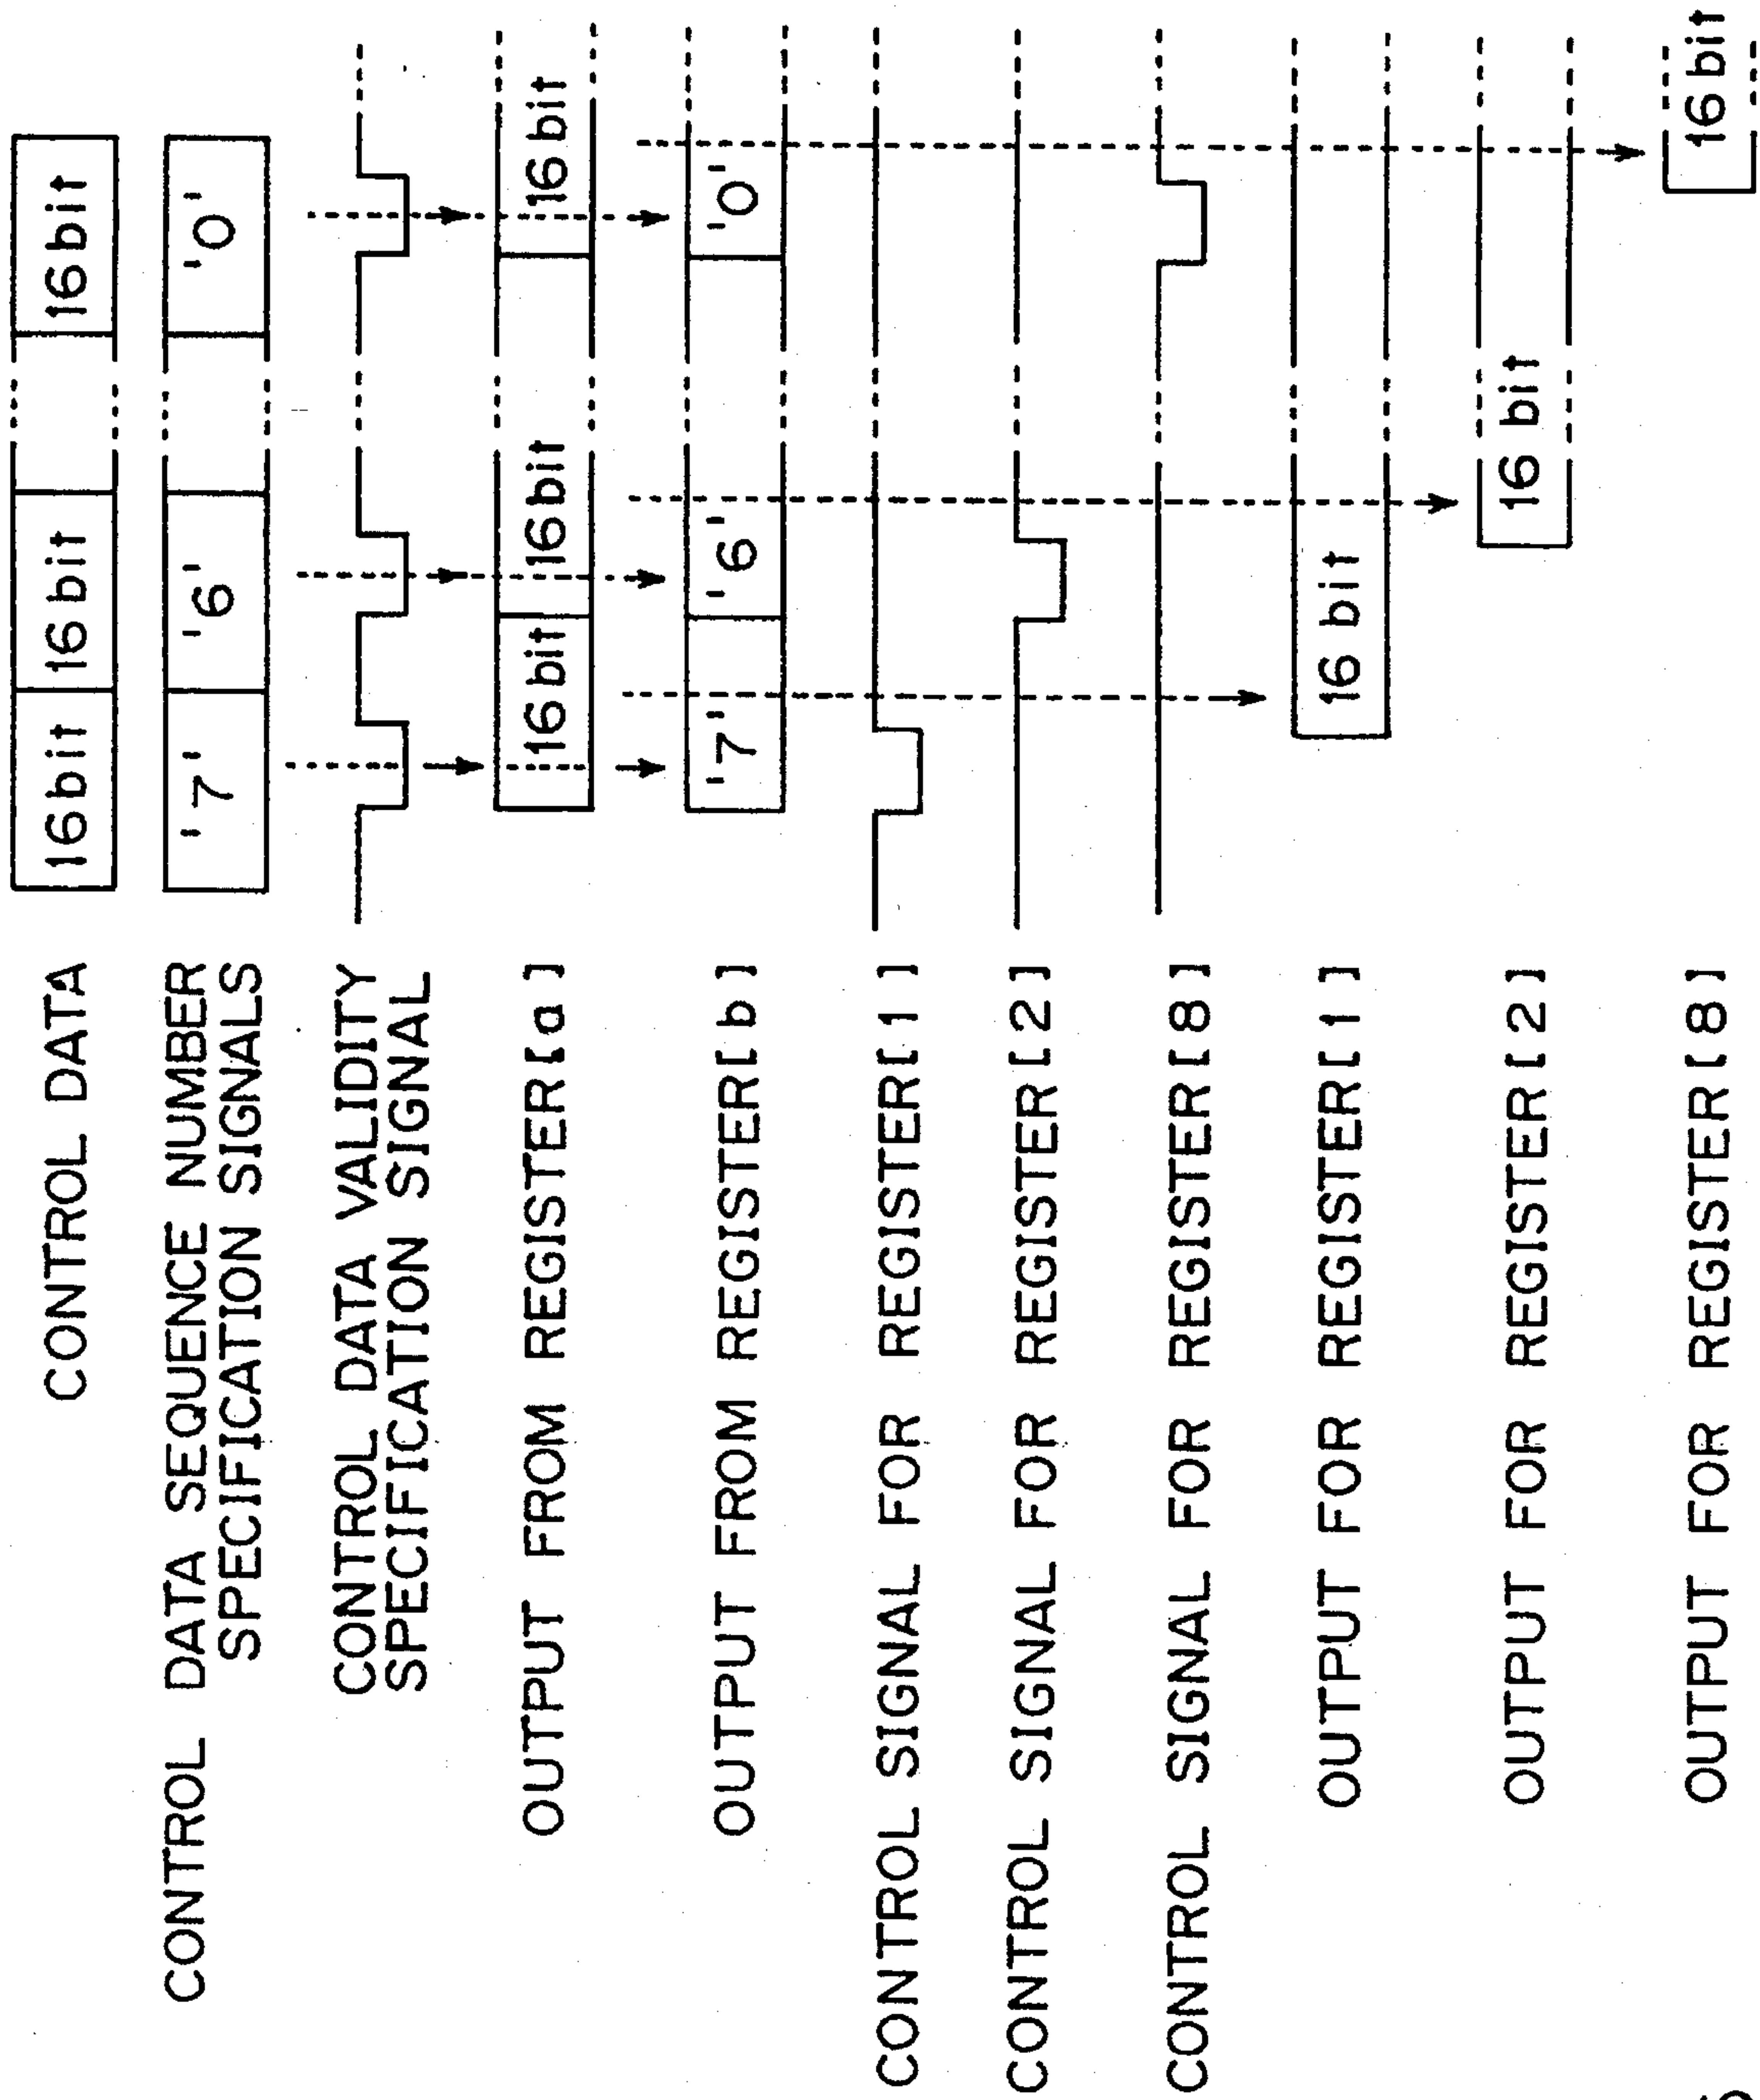 CONTROL DATA
16bit 16bit 16bit
CONTROL DATA SEQUENCE NUMBER
SPECIFICATION SIGNALS
'7' '6' '0'
CONTROL DATA VALIDITY
SPECIFICATION SIGNAL
OUTPUT FROM REGISTER[a]
16bit 16bit 16bit
OUTPUT FROM REGISTER[b]
'7' '6' '0'
CONTROL SIGNAL FOR REGISTER[1]
CONTROL SIGNAL FOR REGISTER[2]
CONTROL SIGNAL FOR REGISTER[8]
OUTPUT FOR REGISTER[1]
16 bit
OUTPUT FOR REGISTER[2]
16 bit
OUTPUT FOR REGISTER[8]
16bit